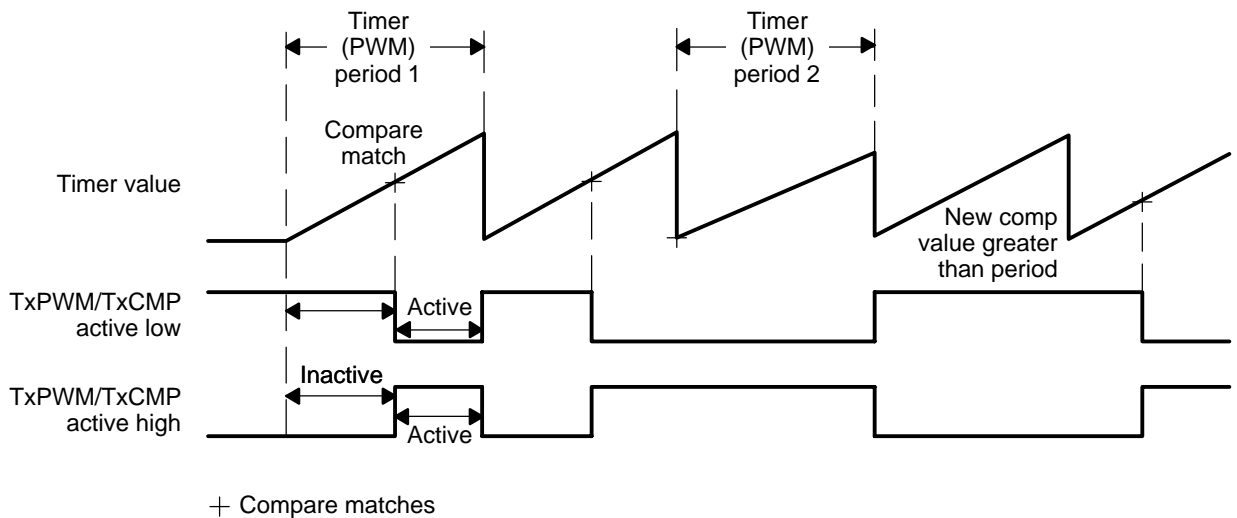 Timer
(PWM)
period 1
Timer
(PWM)
period 2
Compare
match
Timer value
New comp
value greater
than period
TxPWM/TxCMP
active low
Active
Inactive
TxPWM/TxCMP
active high
Active
+ Compare matches